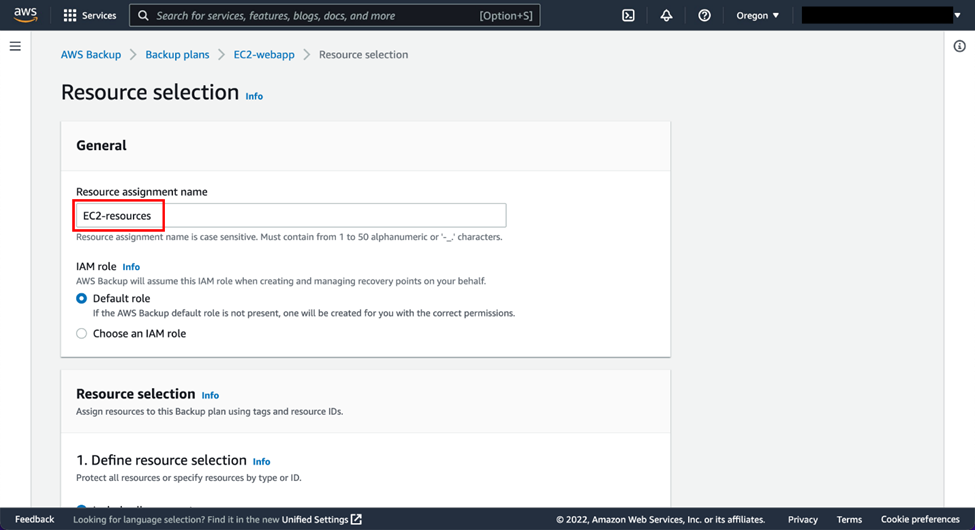 aws
Services
Search for services, features, blogs, docs, and more
[Option+S]
Oregon
AWS Backup
Backup plans
EC2-webapp
Resource selection
Resource selection Info
General
Resource assignment name
EC2-resources
Resource assignment name is case sensitive. Must contain from 1 to 50 alphanumeric or '-_.' characters.
IAM role Info
AWS Backup will assume this IAM role when creating and managing recovery points on your behalf.
Default role
If the AWS Backup default role is not present, one will be created for you with the correct permissions.
Choose an IAM role
Resource selection Info
Assign resources to this Backup plan using tags and resource IDs.
1. Define resource selection Info
Protect all resources or specify resources by type or ID.
Feedback
Looking for language selection? Find it in the new Unified Settings
© 2022, Amazon Web Services, Inc. or its affiliates.
Privacy
Terms
Cookie preferences